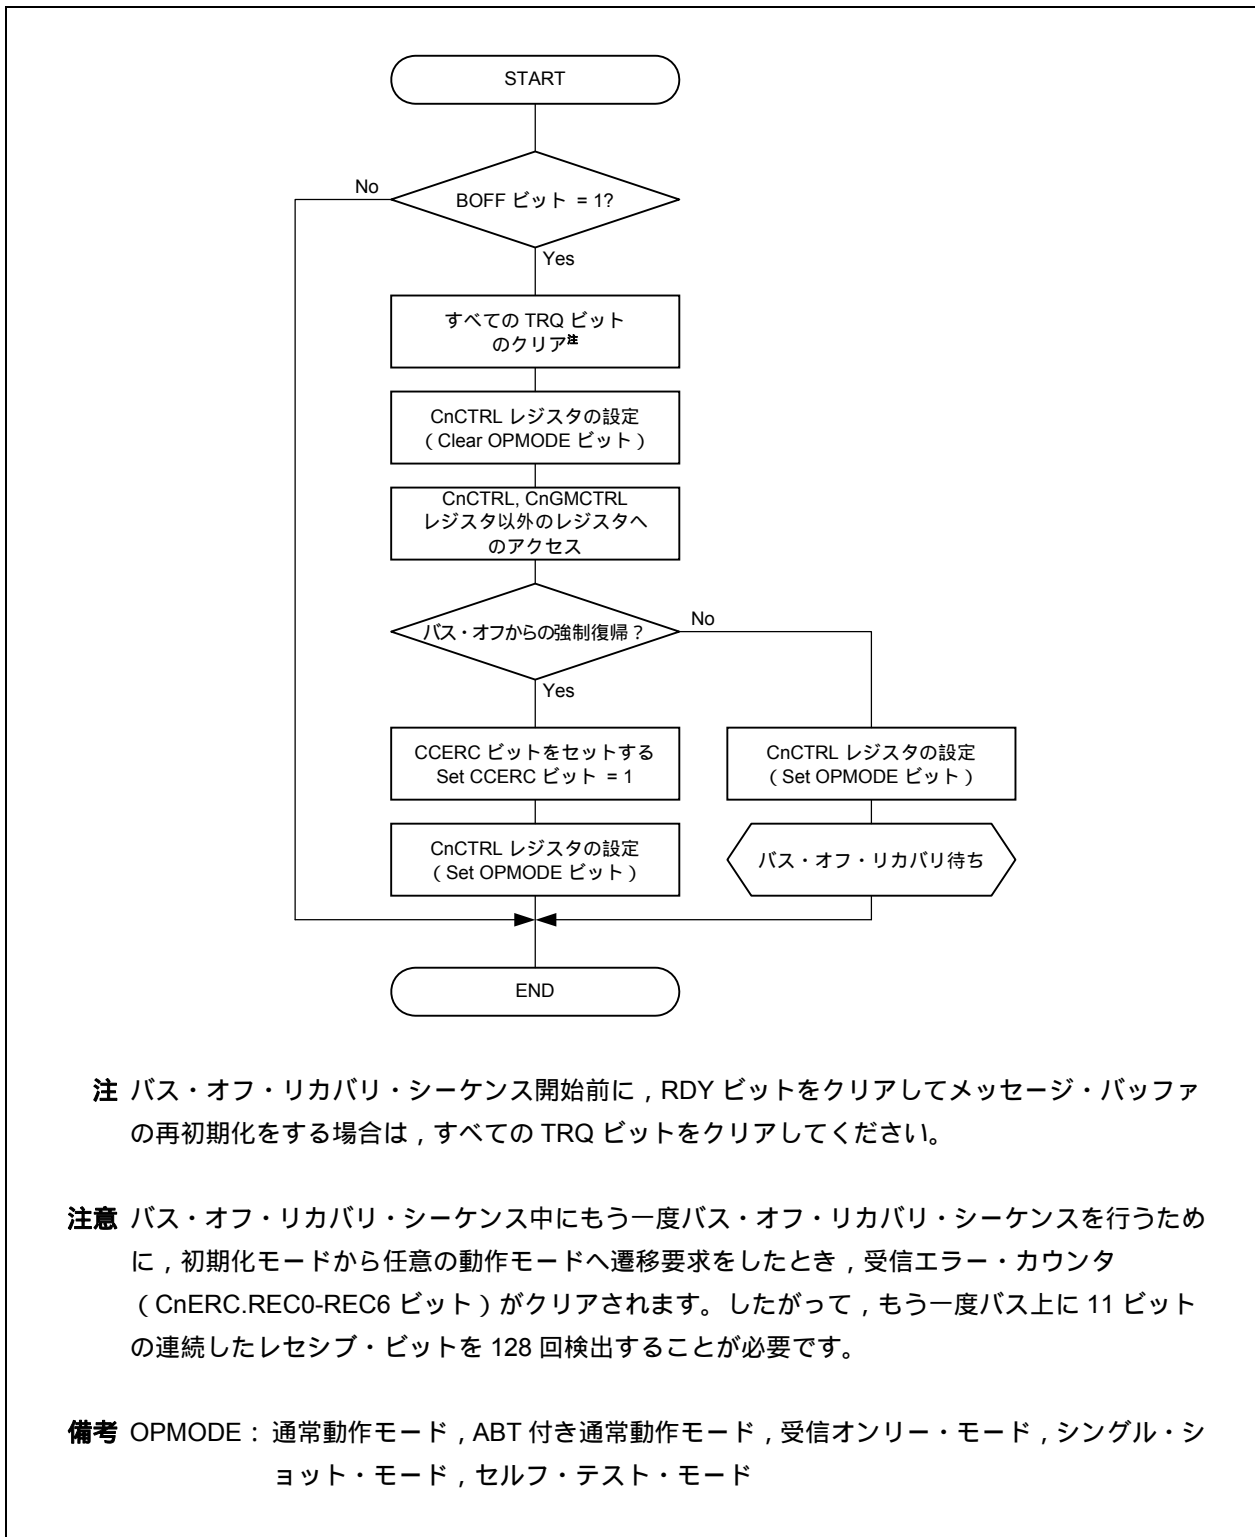 START
BOFF ビット = 1?
No
Yes
すべての TRQ ビット
のクリア注
CnCTRL レジスタの設定
（Clear OPMODE ビット）
CnCTRL, CnGMCTRL
レジスタ以外のレジスタへ
のアクセス
バス・オフからの強制復帰？
No
Yes
CCERC ビットをセットする
Set CCERC ビット = 1
CnCTRL レジスタの設定
（Set OPMODE ビット）
CnCTRL レジスタの設定
（Set OPMODE ビット）
バス・オフ・リカバリ待ち
END
注 バス・オフ・リカバリ・シーケンス開始前に，RDY ビットをクリアしてメッセージ・バッファ
の再初期化をする場合は，すべての TRQ ビットをクリアしてください。
注意 バス・オフ・リカバリ・シーケンス中にもう一度バス・オフ・リカバリ・シーケンスを行うため
に，初期化モードから任意の動作モードへ遷移要求をしたとき，受信エラー・カウンタ
（CnERC.REC0-REC6 ビット）がクリアされます。したがって，もう一度バス上に 11 ビット
の連続したレセシブ・ビットを 128 回検出することが必要です。
備考 OPMODE： 通常動作モード，ABT 付き通常動作モード，受信オンリー・モード，シングル・シ
ョット・モード，セルフ・テスト・モード